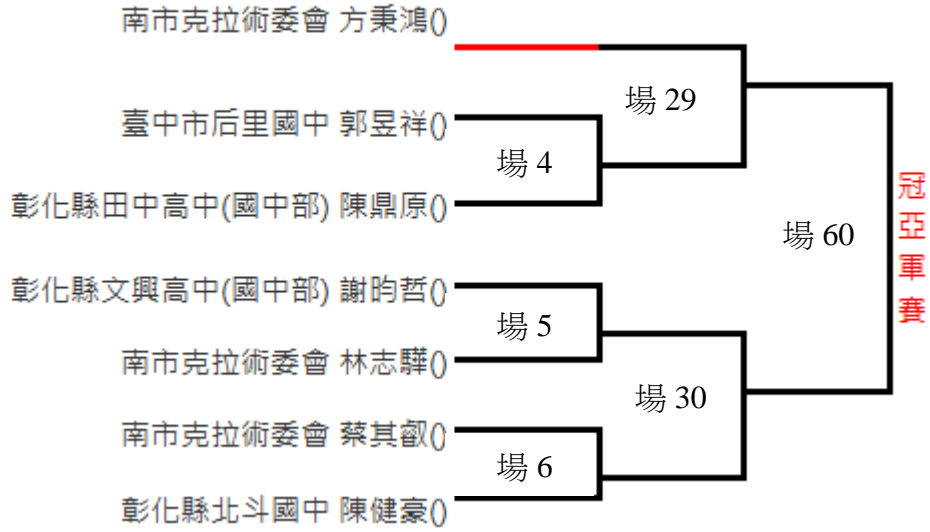 南市克拉術委會 方秉鴻()
場 29
臺中市后里國中 郭昱祥()
場 4
彰化縣田中高中(國中部) 陳鼎原()
場 60
冠亞軍賽
彰化縣文興高中(國中部) 謝昀哲()
場 5
南市克拉術委會 林志驊()
場 30
南市克拉術委會 蔡其叡()
場 6
彰化縣北斗國中 陳健豪()